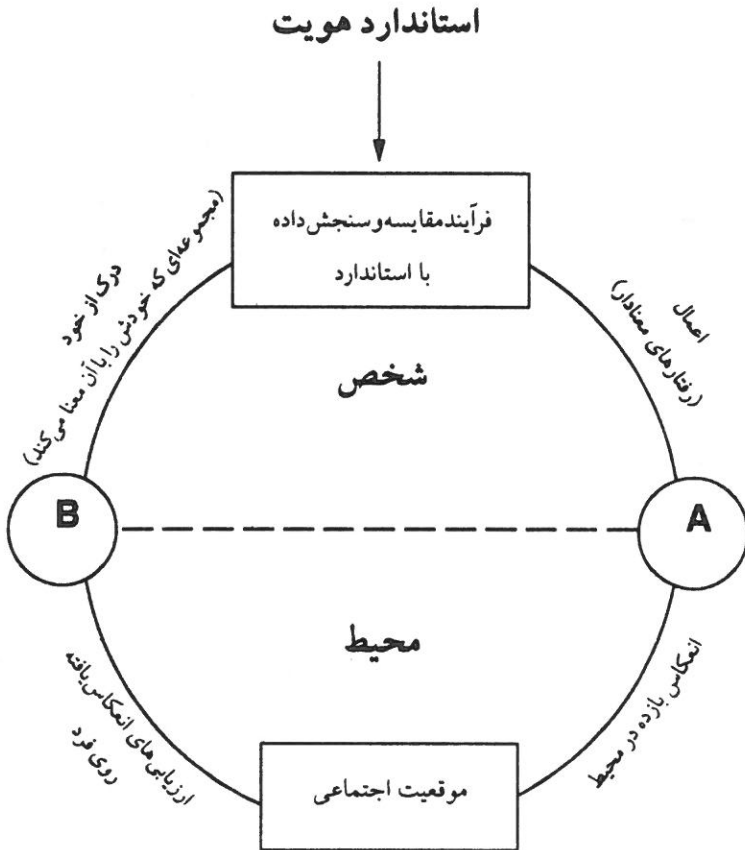 استاندارد هویت
فرآیند مقایسه و سنجش داده
با استاندارد
اعمال
(رفتارهای معنادار)
درک از خود
(مجموعه‌ای که خودش را با آن معنا می‌کند)
شخص
A
B
محیط
انعکاس بازده در محیط
ارزیابی‌های انعکاس‌یافته
روی فرد
موقعیت اجتماعی